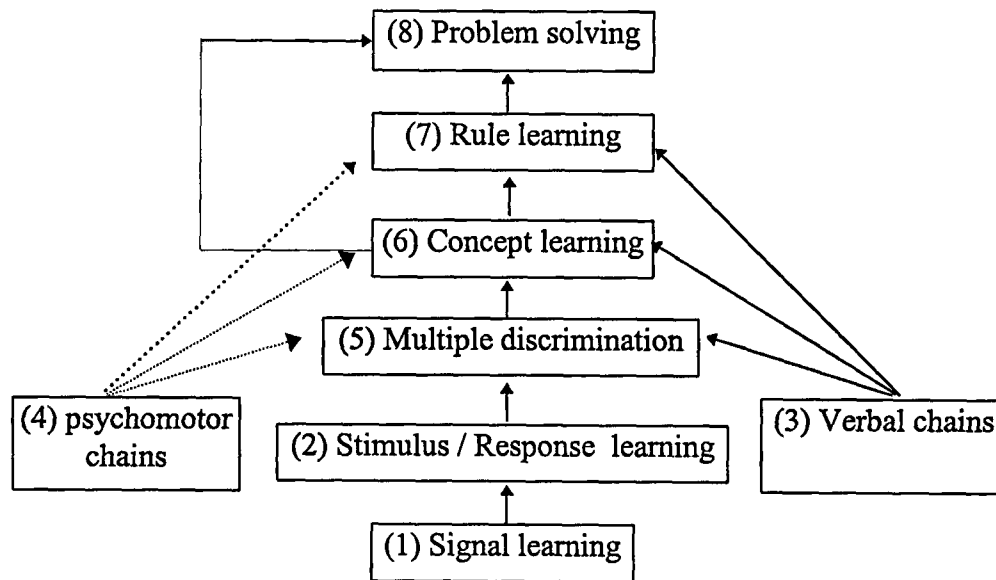 (8) Problem solving
(7) Rule learning
(6) Concept learning
(5) Multiple discrimination
(4) psychomotor
chains
(2) Stimulus / Response learning
(3) Verbal chains
(1) Signal learning